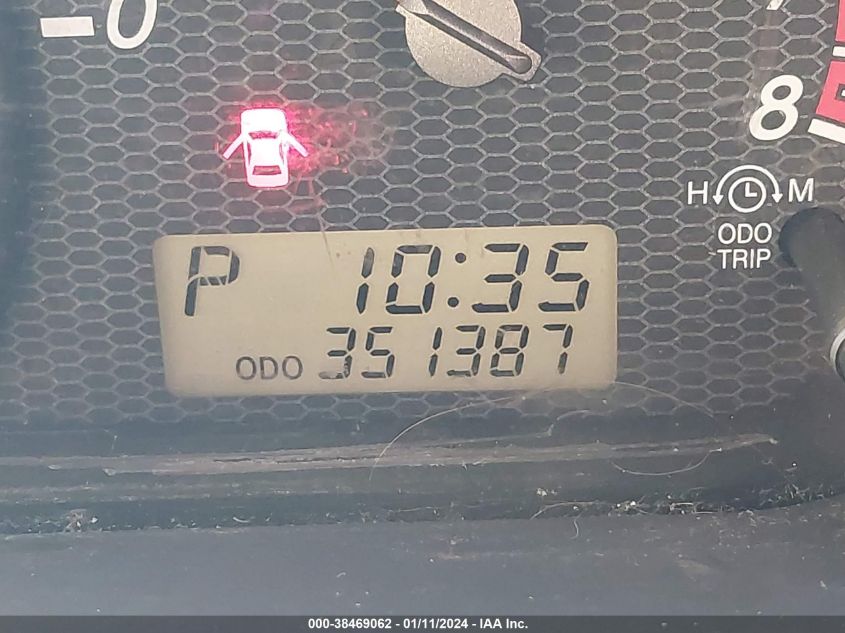 0
8
H M
ODO
TRIP
P 10:35
ODO 351387
000-38469062 - 01/11/2024 - IAA Inc.